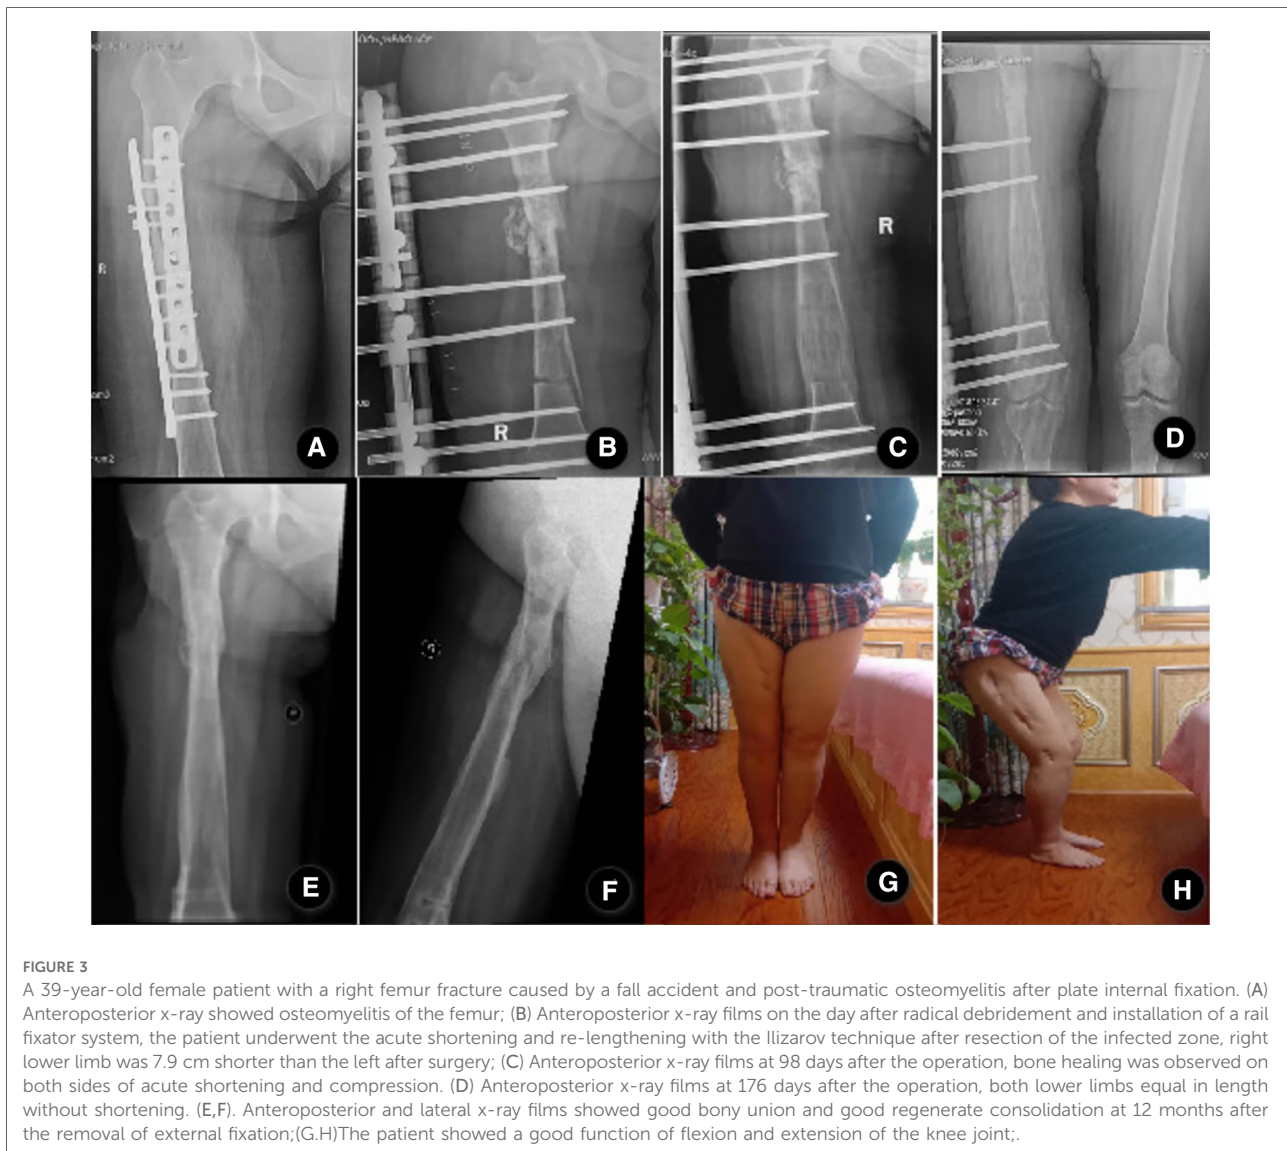 R
A
R
B
R
C
D
E
F
G
H
FIGURE 3
A 39-year-old female patient with a right femur fracture caused by a fall accident and post-traumatic osteomyelitis after plate internal fixation. (A)
Anteroposterior x-ray showed osteomyelitis of the femur; (B) Anteroposterior x-ray films on the day after radical debridement and installation of a rail
fixator system, the patient underwent the acute shortening and re-lengthening with the Ilizarov technique after resection of the infected zone, right
lower limb was 7.9 cm shorter than the left after surgery; (C) Anteroposterior x-ray films at 98 days after the operation, bone healing was observed on
both sides of acute shortening and compression. (D) Anteroposterior x-ray films at 176 days after the operation, both lower limbs equal in length
without shortening. (E,F). Anteroposterior and lateral x-ray films showed good bony union and good regenerate consolidation at 12 months after
the removal of external fixation;(G.H)The patient showed a good function of flexion and extension of the knee joint;.